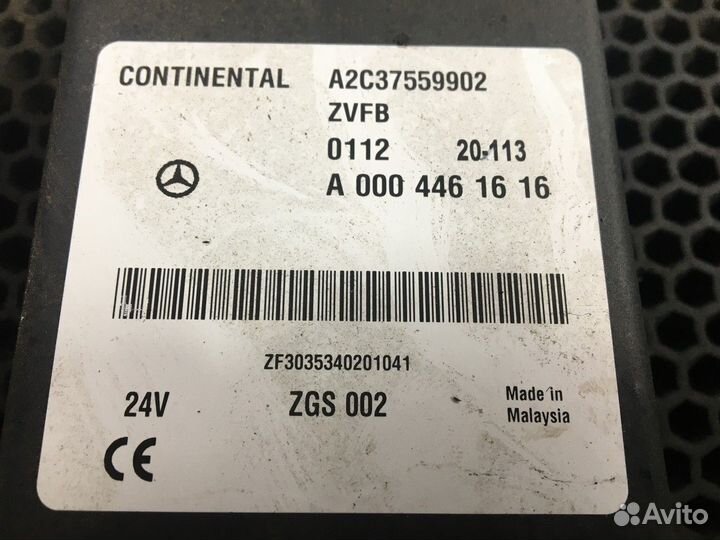 CONTINENTAL A2C37559902
ZVFB
0112 20-113
A 000 446 16 16
ZF3035340201041
24V ZGS 002 Made in
Malaysia
CE
Avito